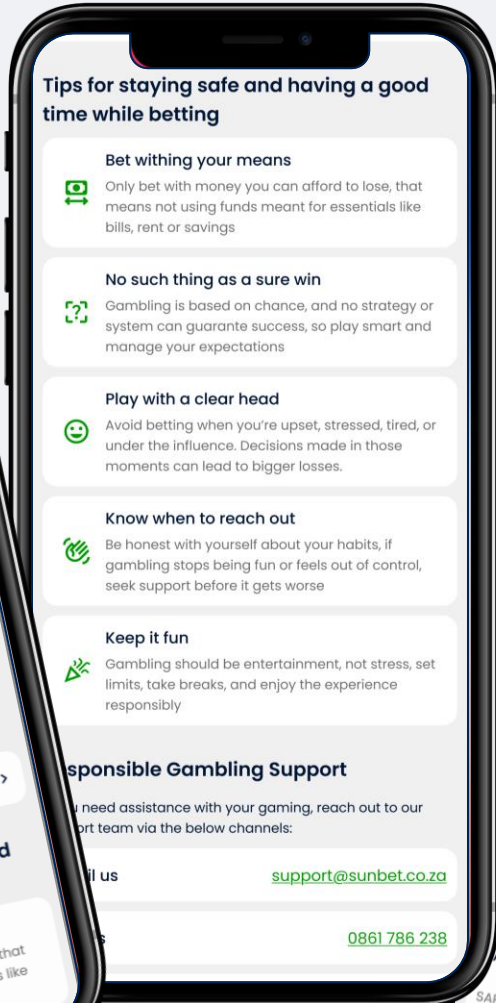 Tips for staying safe and having a good
time while betting
Bet withing your means
Only bet with money you can afford to lose, that
means not using funds meant for essentials like
bills, rent or savings
No such thing as a sure win
Gambling is based on chance, and no strategy or
system can guarante success, so play smart and
manage your expectations
Play with a clear head
Avoid betting when you're upset, stressed, tired, or
under the influence. Decisions made in those
moments can lead to bigger losses.
Know when to reach out
Be honest with yourself about your habits, if
gambling stops being fun or feels out of control,
seek support before it gets worse
Keep it fun
Gambling should be entertainment, not stress, set
limits, take breaks, and enjoy the experience
responsibly
sponsible Gambling Support
need assistance with your gaming, reach out to our
ort team via the below channels:
il us
support@sunbet.co.za
s
0861 786 238
d
that
s like